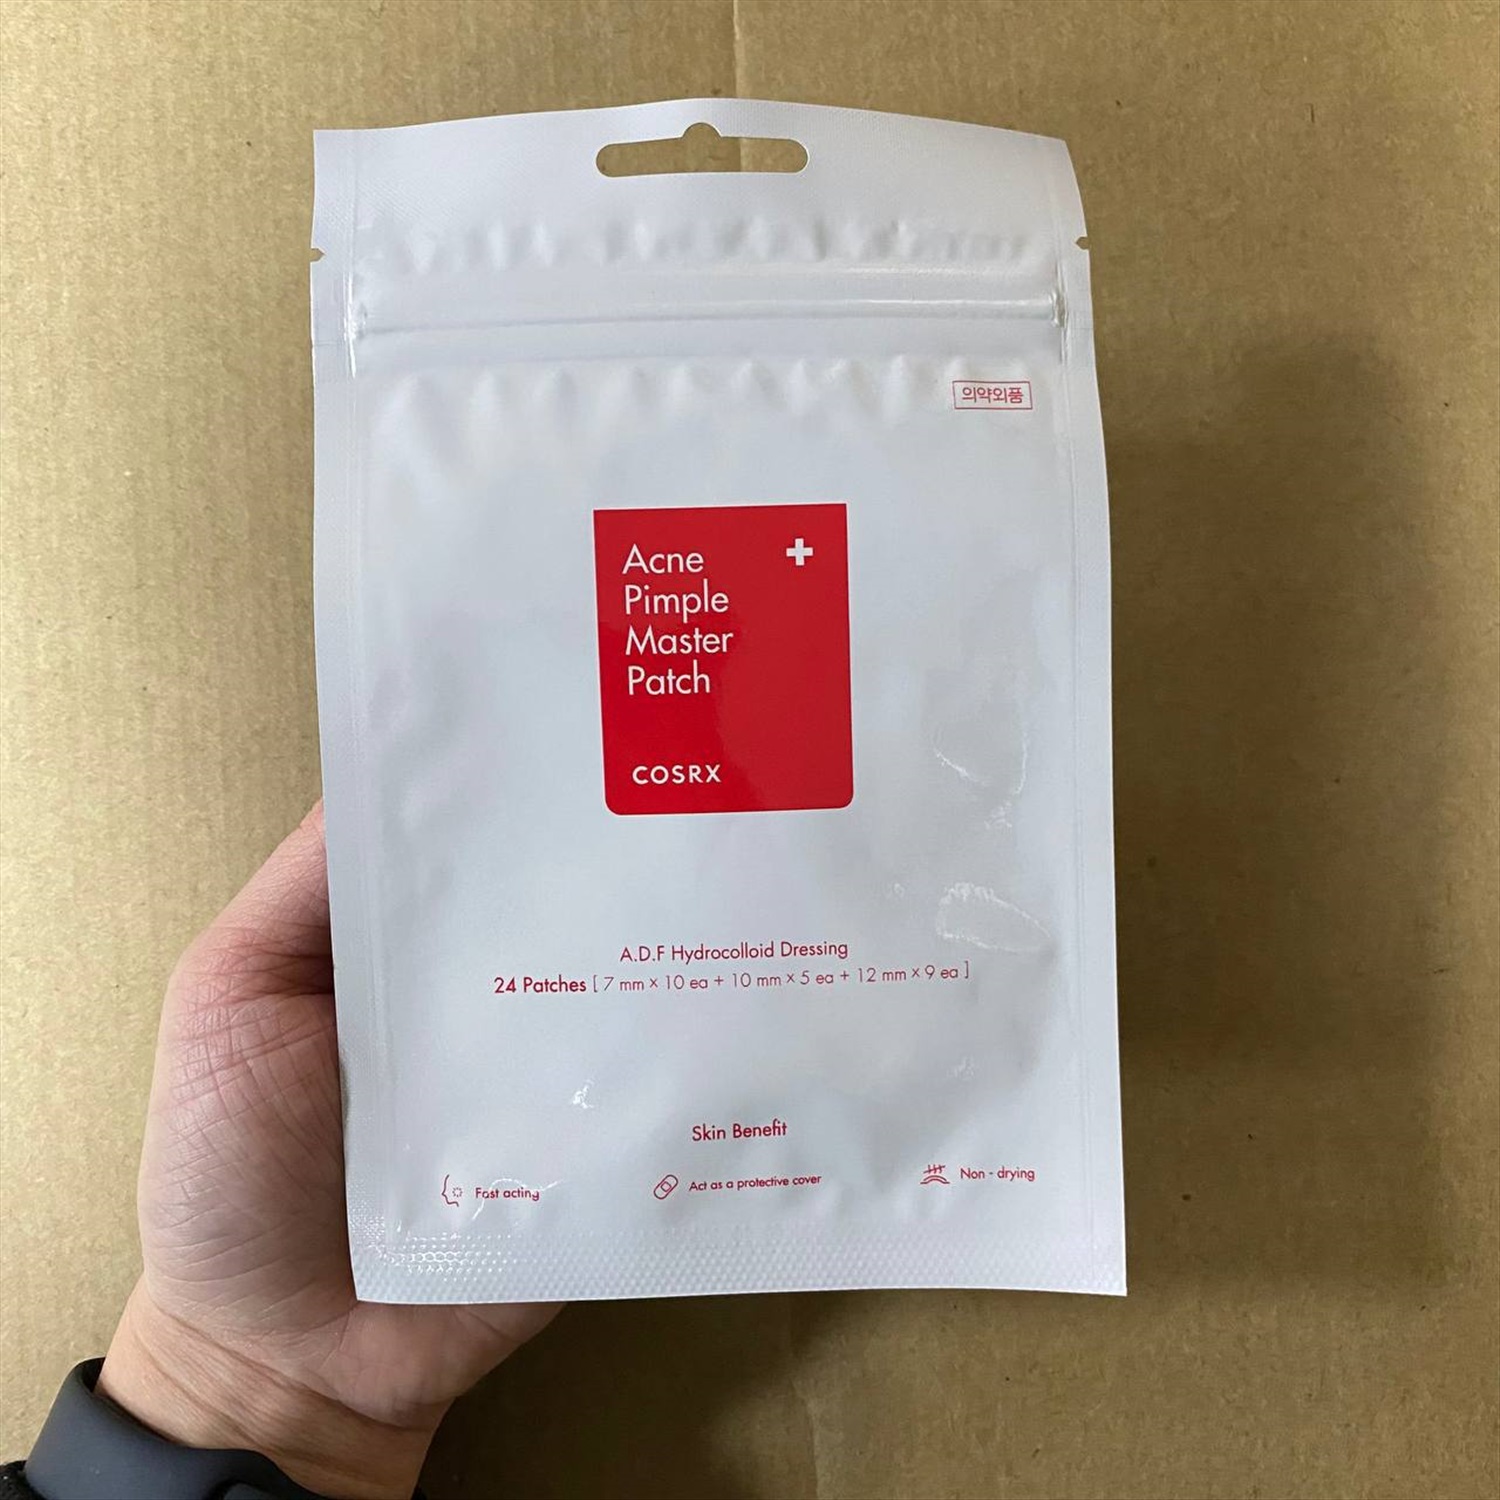 의약외품
Acne
Pimple
Master
Patch
COSRX
A.D.F Hydrocolloid Dressing
24 Patches [ 7 mm × 10 ea + 10 mm × 5 ea + 12 mm × 9 ea ]
Skin Benefit
Fast acting
Act as a protective cover
Non - drying